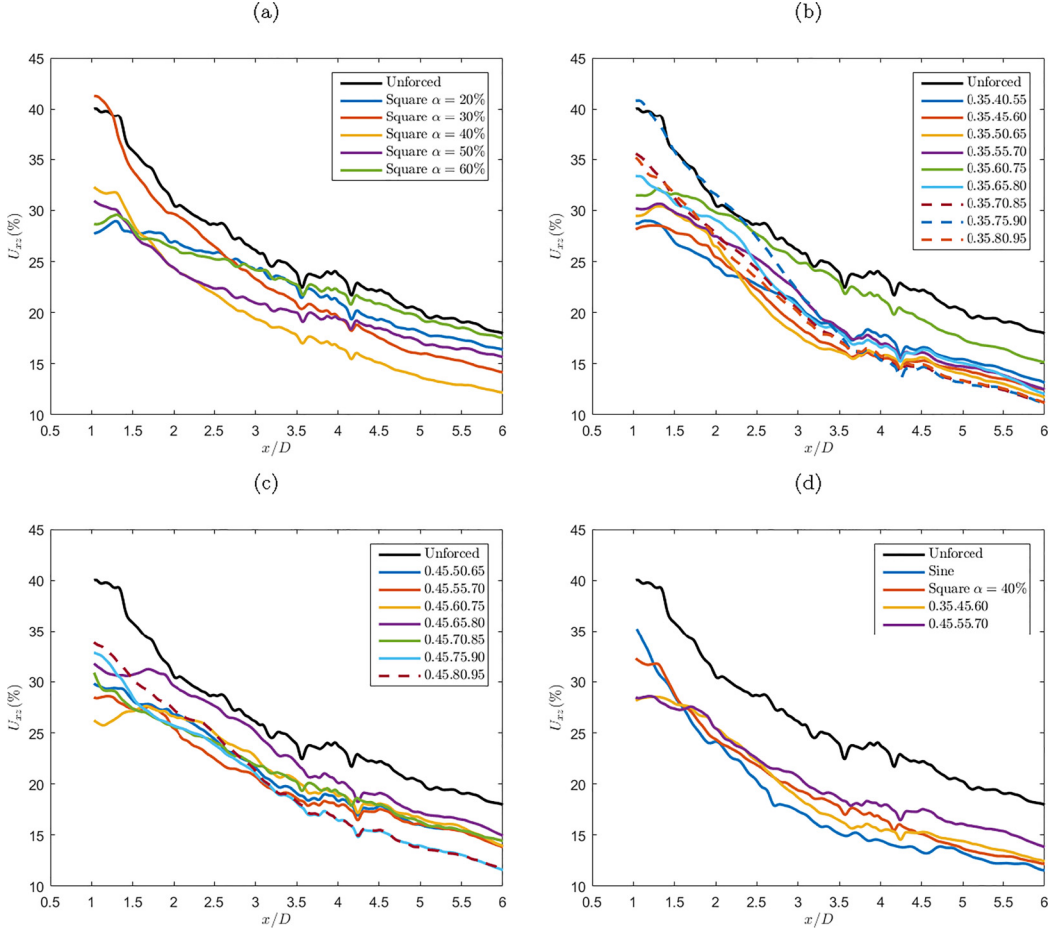 (a)
45
40
35
30
25
20
15
10
U_xz(%)
0.5 1 1.5 2 2.5 3 3.5 4 4.5 5 5.5 6
x/D
Unforced
Square α = 20%
Square α = 30%
Square α = 40%
Square α = 50%
Square α = 60%
(b)
45
40
35
30
25
20
15
10
U_xz(%)
0.5 1 1.5 2 2.5 3 3.5 4 4.5 5 5.5 6
x/D
Unforced
0.35.40.55
0.35.45.60
0.35.50.65
0.35.55.70
0.35.60.75
0.35.65.80
0.35.70.85
0.35.75.90
0.35.80.95
(c)
45
40
35
30
25
20
15
10
U_xz(%)
0.5 1 1.5 2 2.5 3 3.5 4 4.5 5 5.5 6
x/D
Unforced
0.45.50.65
0.45.55.70
0.45.60.75
0.45.65.80
0.45.70.85
0.45.75.90
0.45.80.95
(d)
45
40
35
30
25
20
15
10
U_xz(%)
0.5 1 1.5 2 2.5 3 3.5 4 4.5 5 5.5 6
x/D
Unforced
Sine
Square α = 40%
0.35.45.60
0.45.55.70